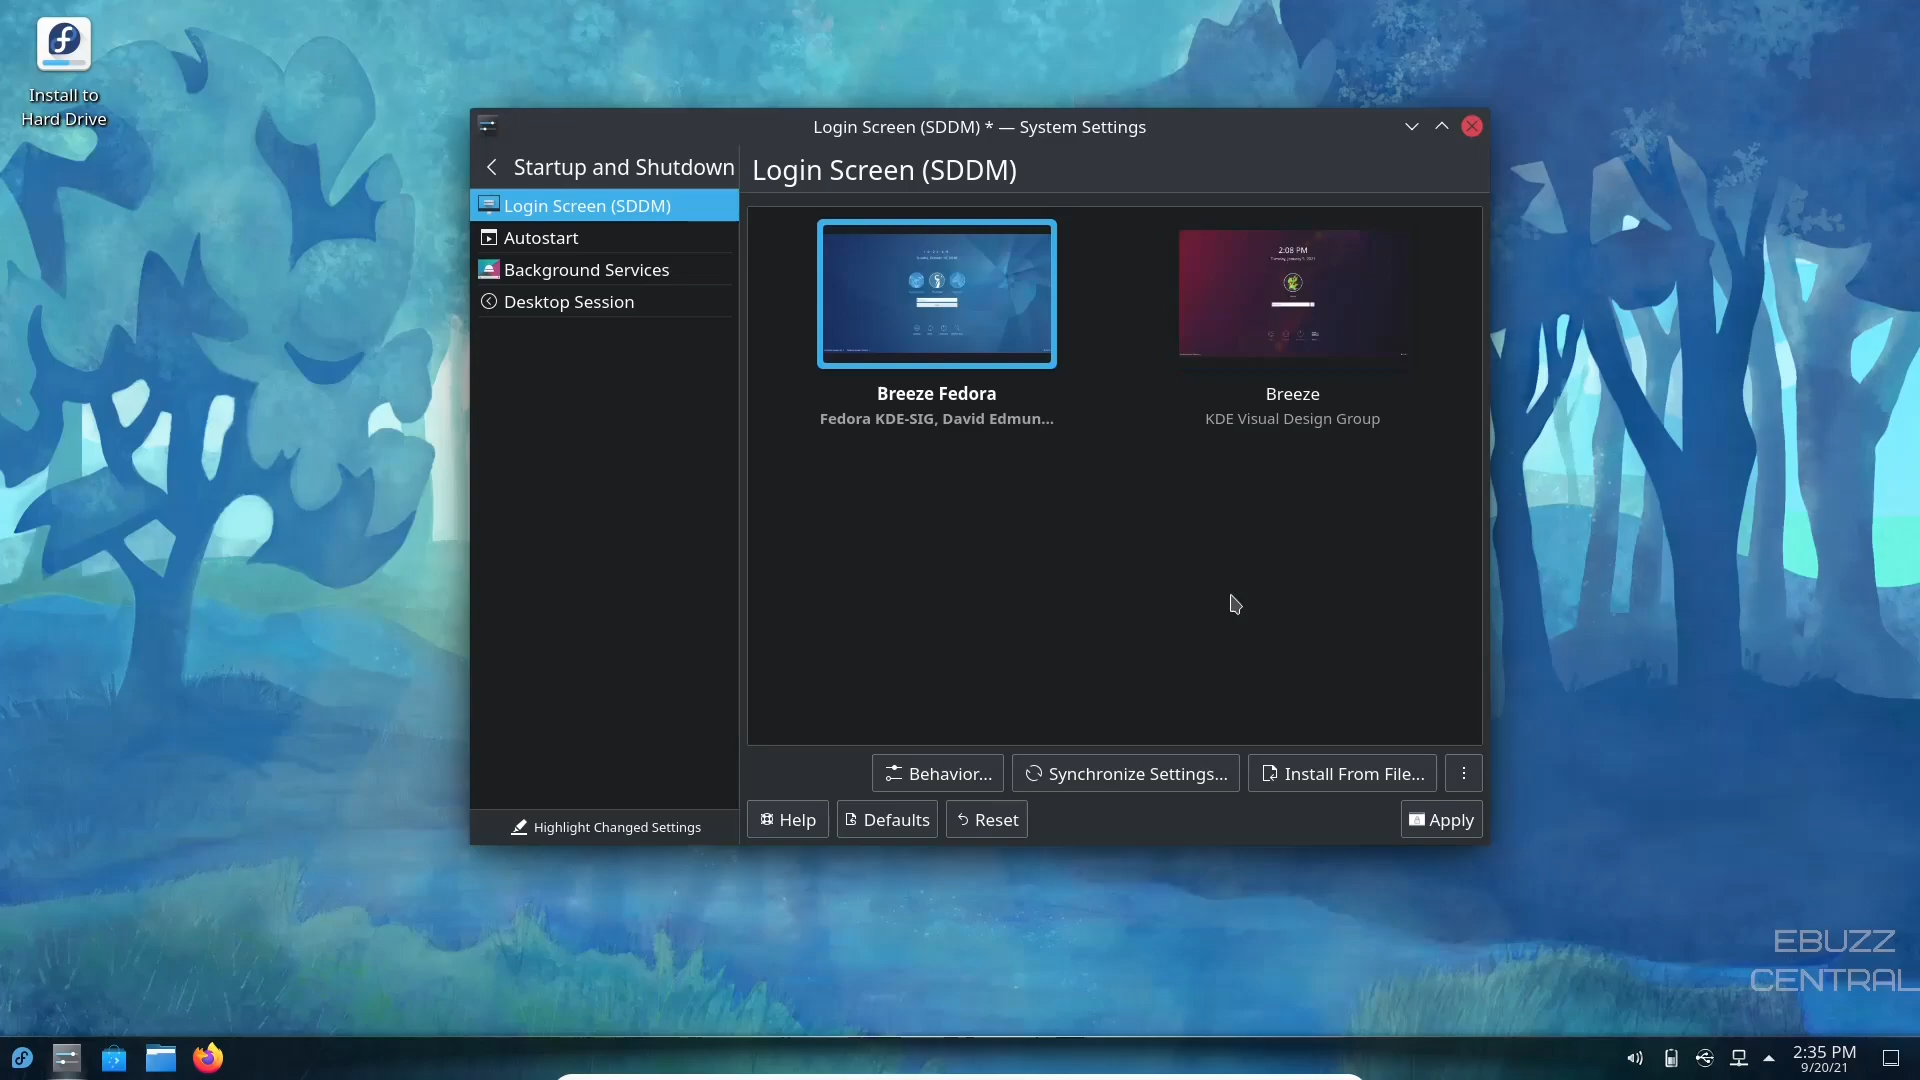 Install to
Hard Drive
Login Screen (SDDM) * — System Settings
Startup and Shutdown
Login Screen (SDDM)
Login Screen (SDDM)
Autostart
Background Services
Desktop Session
2:08 PM
Breeze Fedora
Fedora KDE-SIG, David Edmun...
Breeze
KDE Visual Design Group
Behavior...
Synchronize Settings...
Install From File...
Highlight Changed Settings
Help
Defaults
Reset
Apply
EBUZZ
CENTRAL
2:35 PM
9/20/21